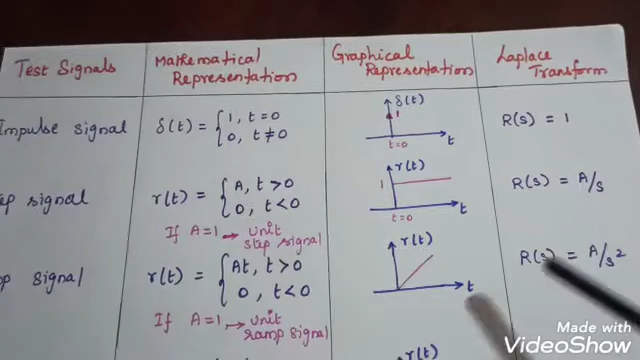 Test Signals
Mathematical
Representation
Graphical
Representation
Laplace
Transform
Impulse signal
δ(t) = { 1, t=0
0, t≠0
δ(t)
1
t
t=0
R(s) = 1
ep signal
r(t) = { A, t>0
0, t<0
If A=1 → unit
step signal
r(t)
1
t
t=0
R(s) = A/s
p signal
r(t) = { At, t>0
0, t<0
If A=1 → unit
ramp signal
r(t)
t
R(s) = A/s²
r(t)
Made with
VideoShow